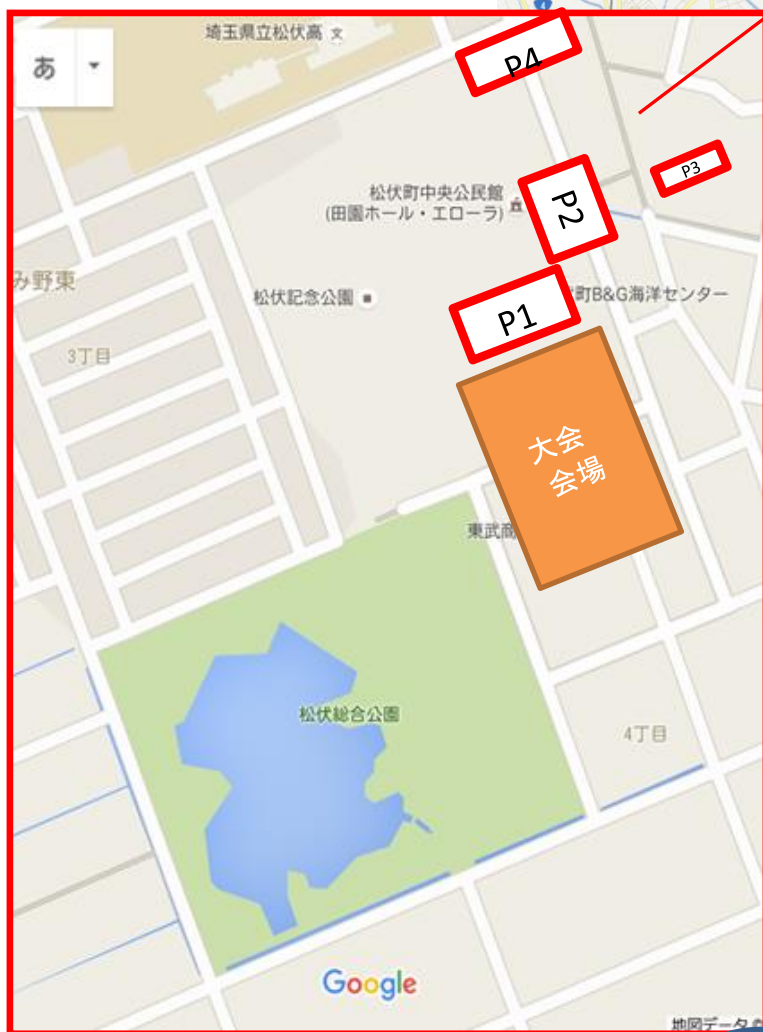 埼玉県立松伏高
文
あ
P4
P3
松伏町中央公民館
(田園ホール・エローラ)
P2
み野東
松伏記念公園
町B&G海洋センター
P1
3丁目
大会
会場
東武商
松伏総合公園
4丁目
Google
地図データ